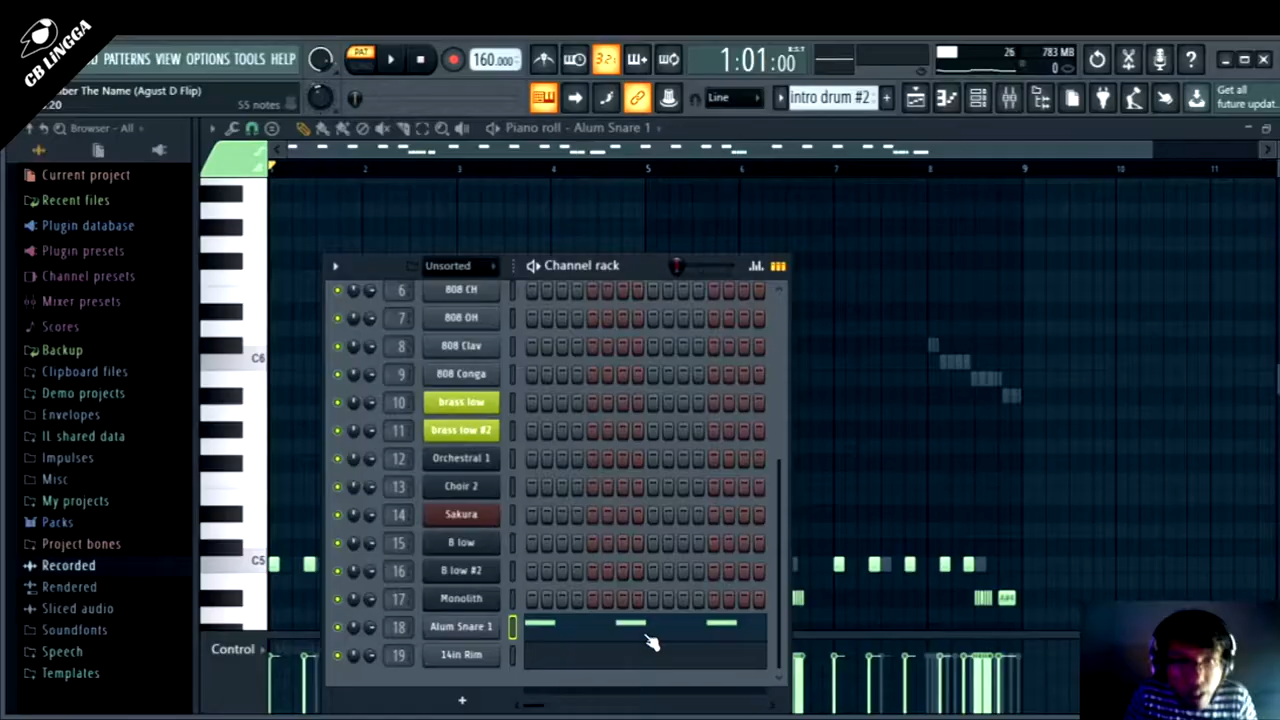 CB LINGGA
PATTERNS VIEW OPTIONS TOOLS HELP
PAT
160.000
32:
1:01:00
B:S:T
26
783 MB
0
ber The Name (Agust D Flip)
:20
55 notes
Line
intro drum #2
Get all
future updat
Browser - All
Piano roll - Alum Snare 1
Current project
Recent files
Plugin database
Plugin presets
Channel presets
Mixer presets
Scores
Backup
Clipboard files
Demo projects
Envelopes
IL shared data
Impulses
Misc
My projects
Packs
Project bones
Recorded
Rendered
Sliced audio
Soundfonts
Speech
Templates
2
3
4
5
6
7
8
9
10
11
C6
C5
Control
Unsorted
Channel rack
6 808 CH
7 808 OH
8 808 Clav
9 808 Conga
10 brass low
11 brass low #2
12 Orchestral 1
13 Choir 2
14 Sakura
15 B low
16 B low #2
17 Monolith
18 Alum Snare 1
19 14in Rim